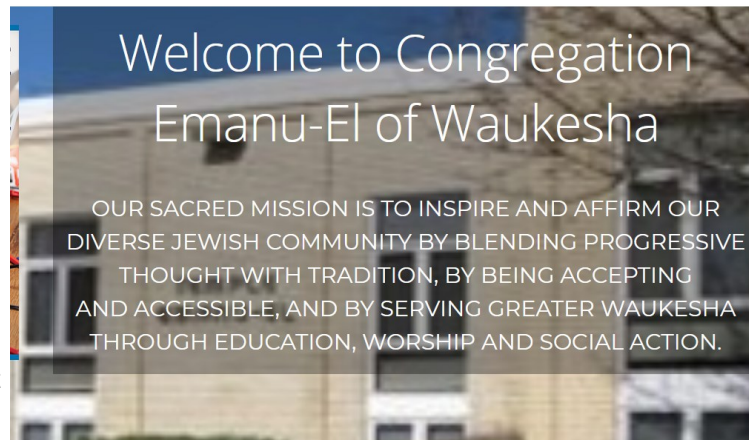 Welcome to Congregation
Emanu-El of Waukesha
OUR SACRED MISSION IS TO INSPIRE AND AFFIRM OUR
DIVERSE JEWISH COMMUNITY BY BLENDING PROGRESSIVE
THOUGHT WITH TRADITION, BY BEING ACCEPTING
AND ACCESSIBLE, AND BY SERVING GREATER WAUKESHA
THROUGH EDUCATION, WORSHIP AND SOCIAL ACTION.